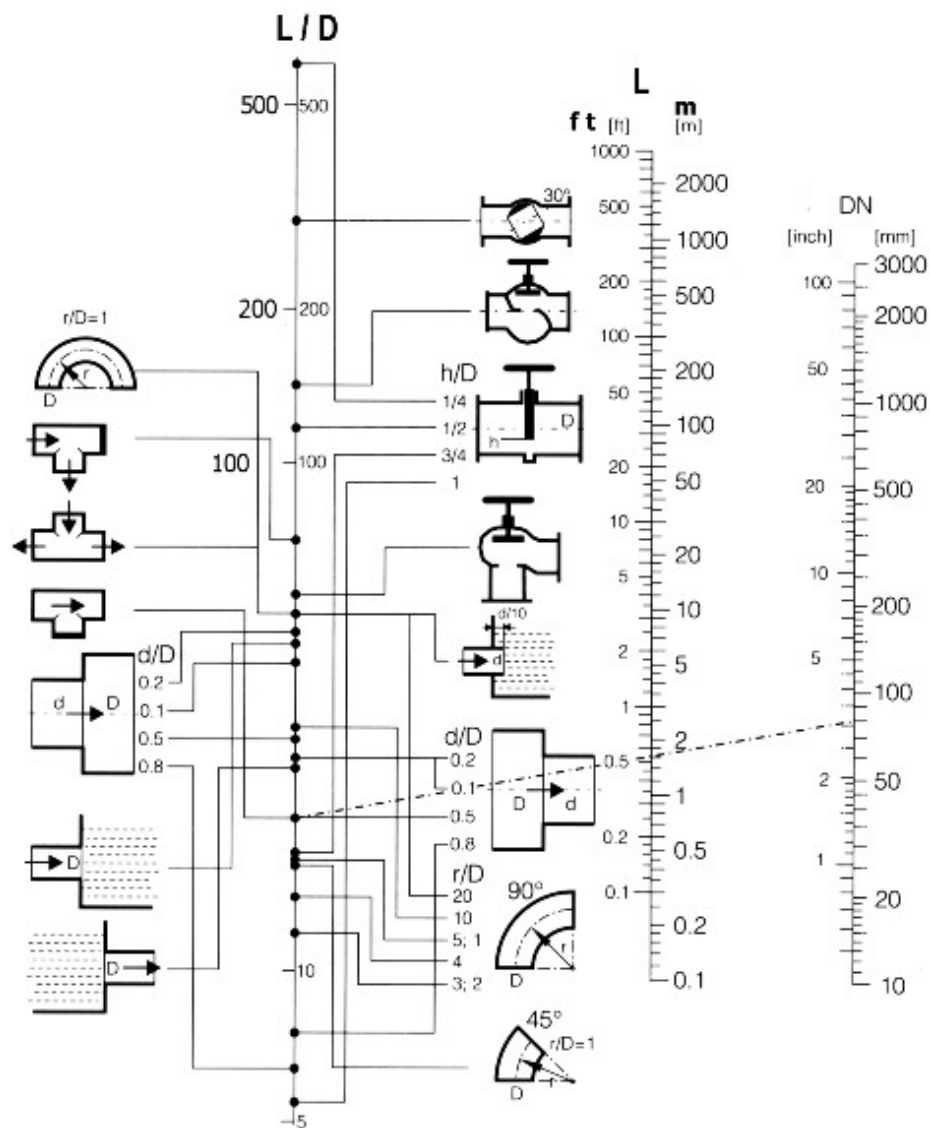 L / D
L
ft [ft]
m
[m]
DN
[inch]
[mm]
500
500
200
200
100
100
10
5
1000
500
200
100
50
20
10
5
2
1
0.5
0.2
0.1
2000
1000
500
200
100
50
20
10
5
2
1
0.5
0.2
0.1
100
50
20
10
5
2
1
3000
2000
1000
500
200
100
50
20
10
r/D=1
r
D
d/D
0.2
0.1
0.5
0.8
d
D
D
D
30°
h/D
1/4
1/2
3/4
1
D
h
d/10
d
d/D
0.2
0.1
0.5
0.8
D
d
r/D
20
10
5; 1
4
3; 2
90°
r
D
45°
r/D=1
r
D